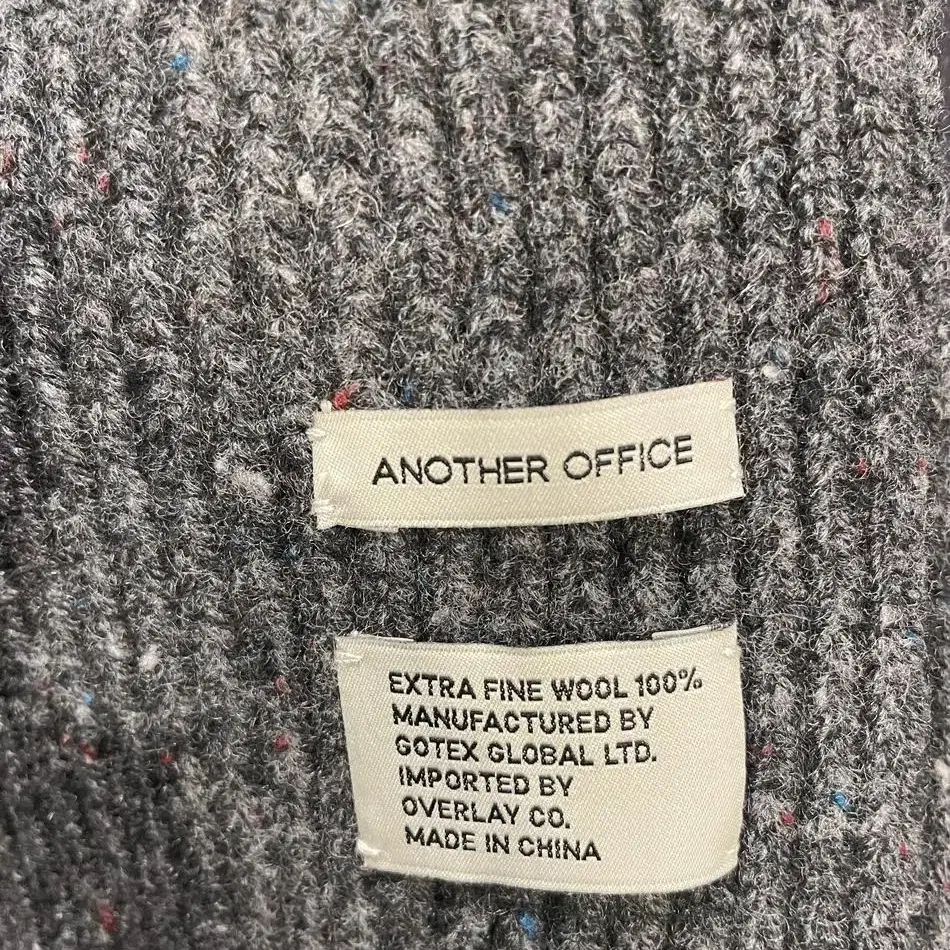 ANOTHER OFFICE
EXTRA FINE WOOL 100%
MANUFACTURED BY
GOTEX GLOBAL LTD.
IMPORTED BY
OVERLAY CO.
MADE IN CHINA